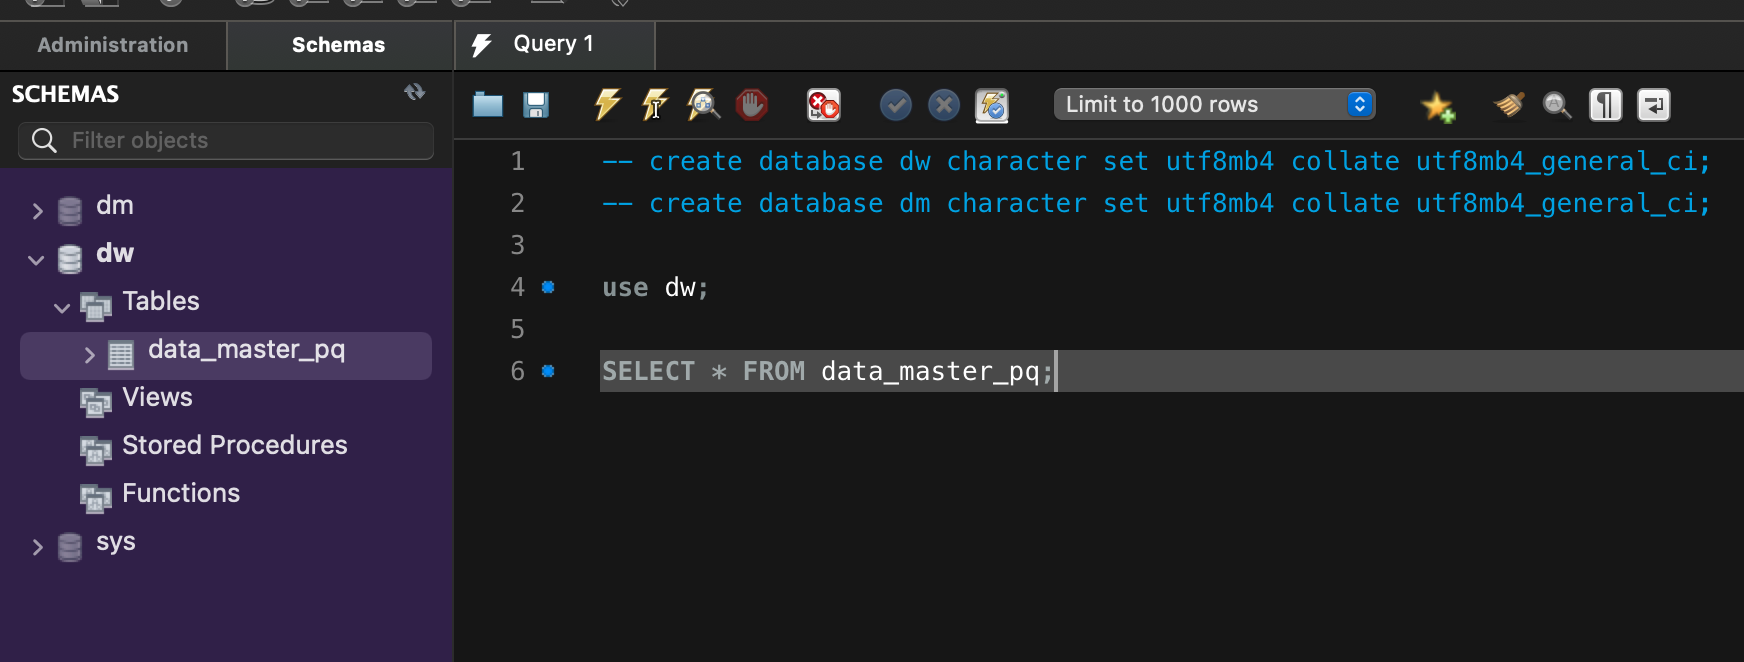 Administration
Schemas
Query 1
SCHEMAS
Filter objects
dm
dw
Tables
data_master_pq
Views
Stored Procedures
Functions
sys
Limit to 1000 rows
1 -- create database dw character set utf8mb4 collate utf8mb4_general_ci;
2 -- create database dm character set utf8mb4 collate utf8mb4_general_ci;
3
4 use dw;
5
6 SELECT * FROM data_master_pq;